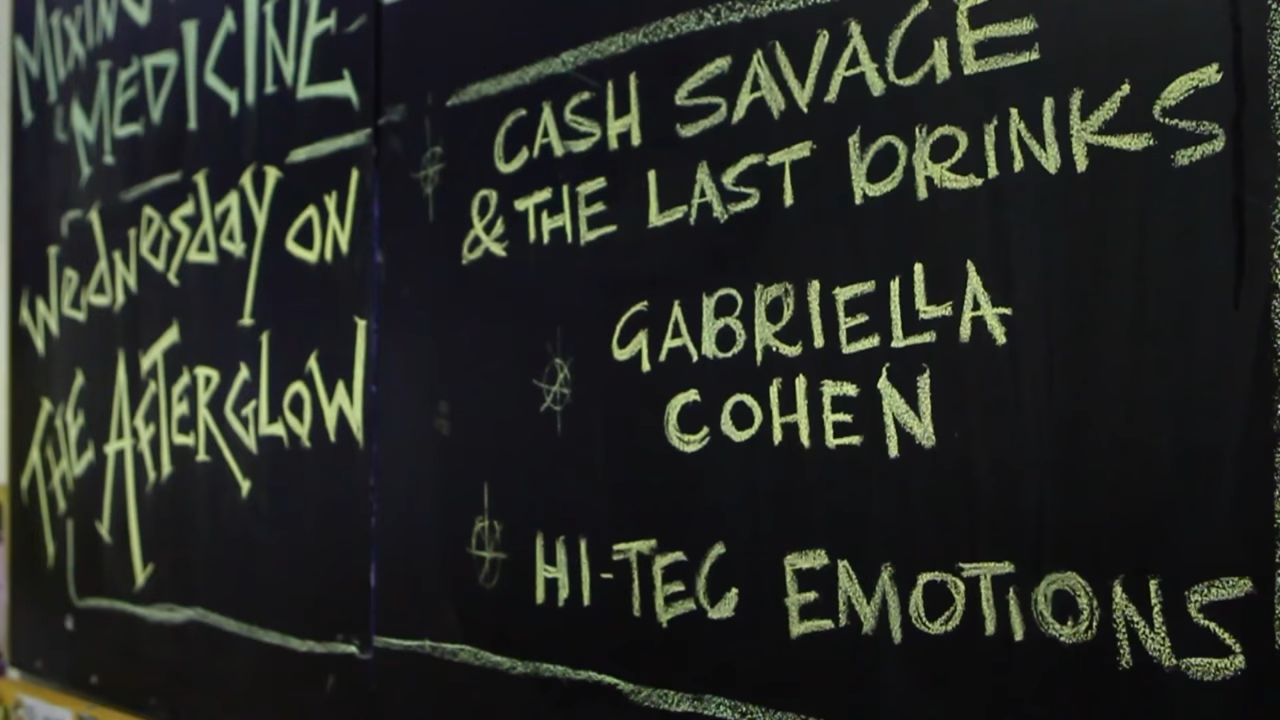 MEDICINE
Wednesday ON
THE AFTERGLOW
CASH SAVAGE
& THE LAST DRINKS
GABRIELLA
COHEN
HI-TEC EMOTIONS